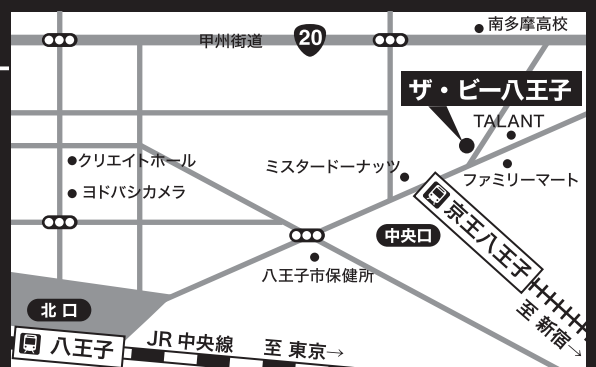 南多摩高校
甲州街道
20
ザ・ビー八王子
TALANT
クリエイトホール
ミスタードーナッツ
ファミリーマート
ヨドバシカメラ
京王八王子
中央口
八王子市保健所
北口
至 新宿→
八王子
JR 中央線
至 東京→